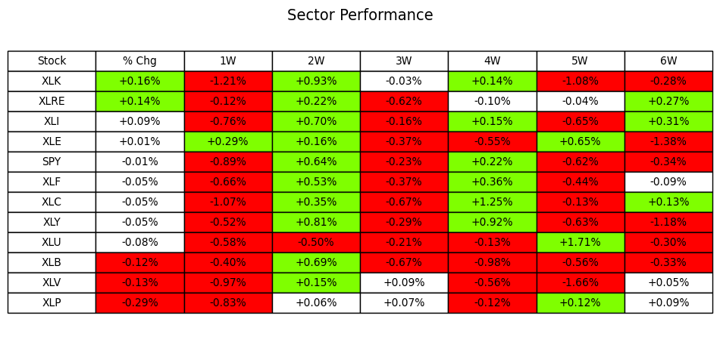 Sector Performance
Stock % Chg 1W 2W 3W 4W 5W 6W
XLK +0.16% -1.21% +0.93% -0.03% +0.14% -1.08% -0.28%
XLRE +0.14% -0.12% +0.22% -0.62% -0.10% -0.04% +0.27%
XLI +0.09% -0.76% +0.70% -0.16% +0.15% -0.65% +0.31%
XLE +0.01% +0.29% +0.16% -0.37% -0.55% +0.65% -1.38%
SPY -0.01% -0.89% +0.64% -0.23% +0.22% -0.62% -0.34%
XLF -0.05% -0.66% +0.53% -0.37% +0.36% -0.44% -0.09%
XLC -0.05% -1.07% +0.35% -0.67% +1.25% -0.13% +0.13%
XLY -0.05% -0.52% +0.81% -0.29% +0.92% -0.63% -1.18%
XLU -0.08% -0.58% -0.50% -0.21% -0.13% +1.71% -0.30%
XLB -0.12% -0.40% +0.69% -0.67% -0.98% -0.56% -0.33%
XLV -0.13% -0.97% +0.15% +0.09% -0.56% -1.66% +0.05%
XLP -0.29% -0.83% +0.06% +0.07% -0.12% +0.12% +0.09%